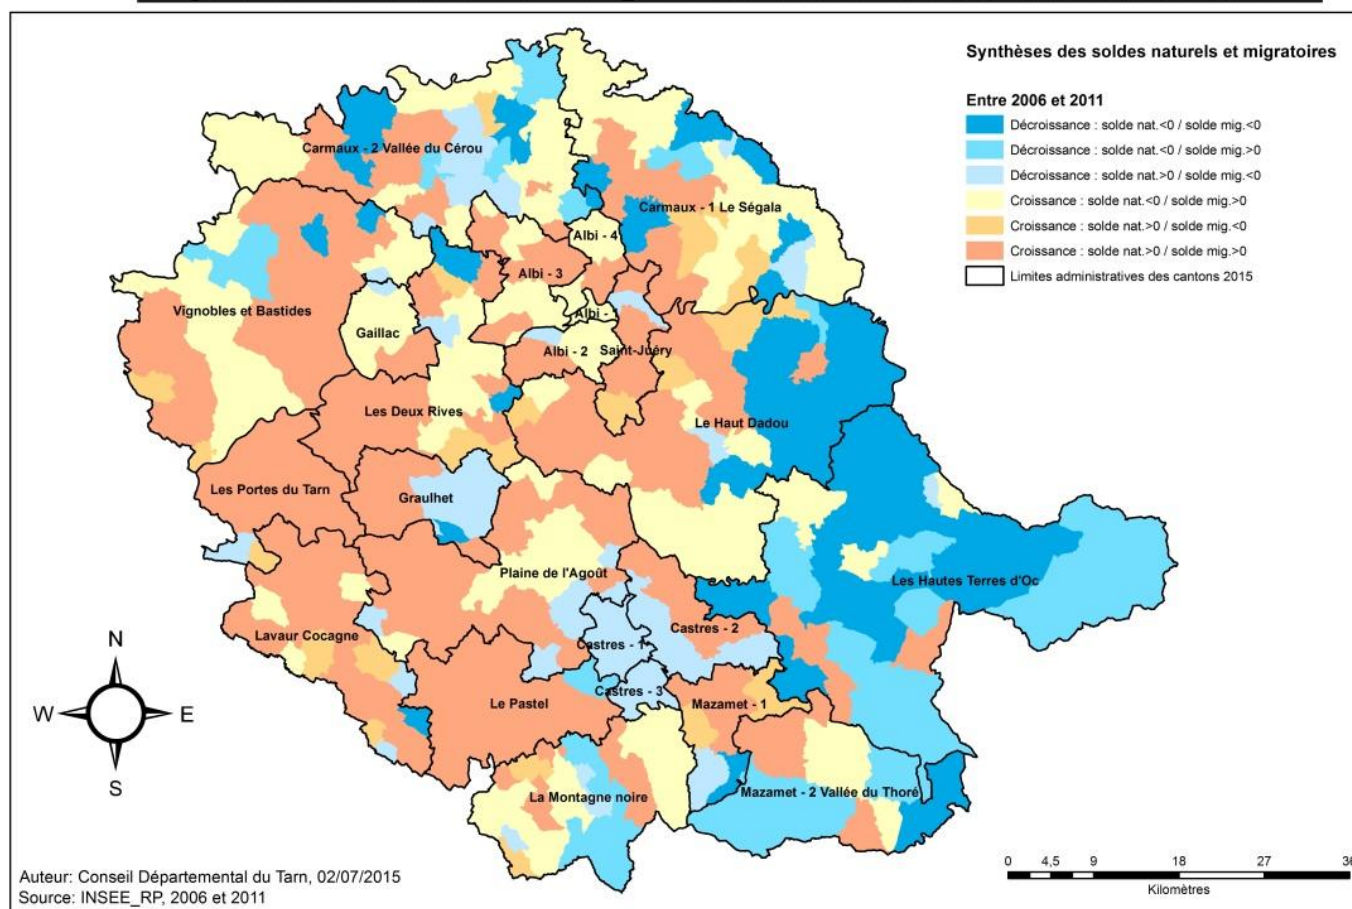 Synthèses des soldes naturels et migratoires
Entre 2006 et 2011
Décroissance : solde nat.<0 / solde mig.<0
Décroissance : solde nat.<0 / solde mig.>0
Décroissance : solde nat.>0 / solde mig.<0
Croissance : solde nat.<0 / solde mig.>0
Croissance : solde nat.>0 / solde mig.<0
Croissance : solde nat.>0 / solde mig.>0
Limites administratives des cantons 2015
Carmaux - 2 Vallée du Cérou
Carmaux - 1 Le Ségala
Albi - 4
Albi - 3
Vignobles et Bastides
Gaillac
Albi -
Albi - 2
Saint-Juéry
Les Deux Rives
Le Haut Dadou
Les Portes du Tarn
Graulhet
Plaine de l'Agoût
Les Hautes Terres d'Oc
Lavaur Cocagne
Castres - 2
Castres - 1
Castres - 3
Le Pastel
Mazamet - 1
La Montagne noire
Mazamet - 2 Vallée du Thoré
N
W
E
S
0 4,5 9 18 27 36
Kilomètres
Auteur: Conseil Départemental du Tarn, 02/07/2015
Source: INSEE_RP, 2006 et 2011